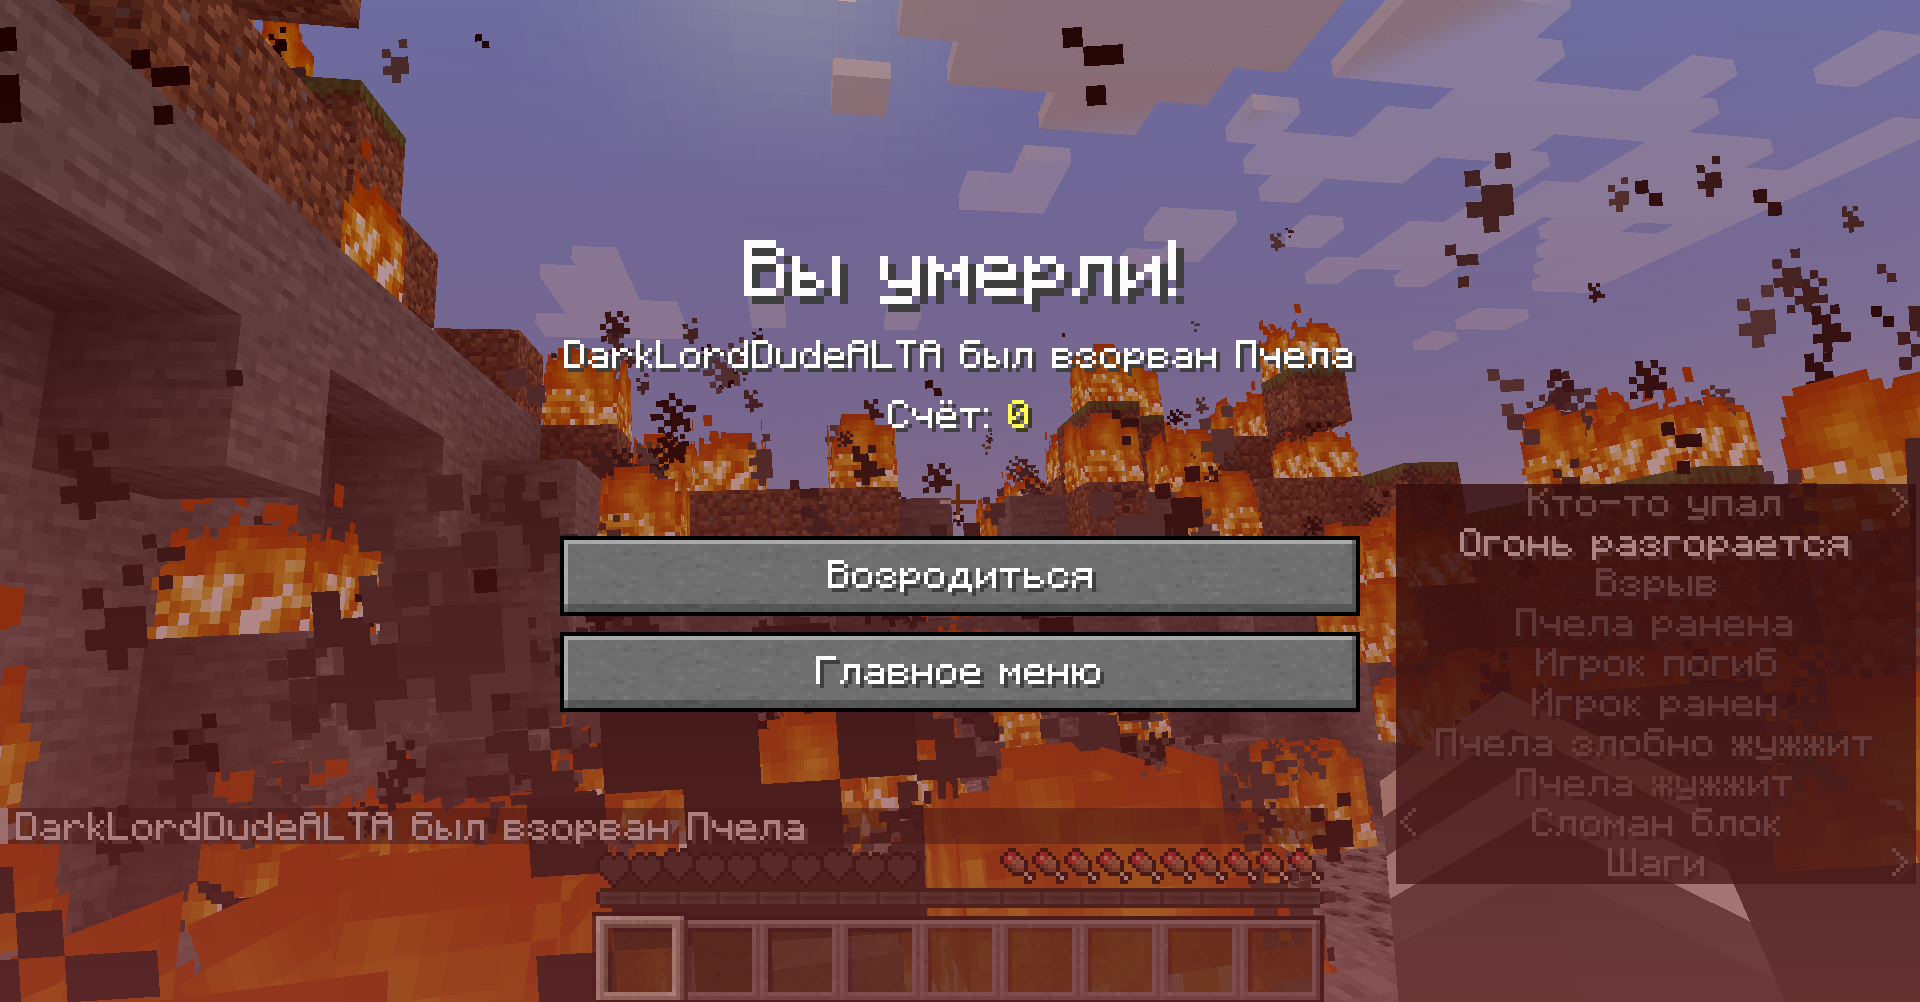 Вы умерли!
DarkLordDudeALTA был взорван Пчела
Счёт: 0
Возродиться
Главное меню
DarkLordDudeALTA был взорван Пчела
Кто-то упал >
Огонь разгорается
Взрыв
Пчела ранена
Игрок погиб
Игрок ранен
Пчела злобно жужжит
Пчела жужжит
< Сломан блок
Шаги >